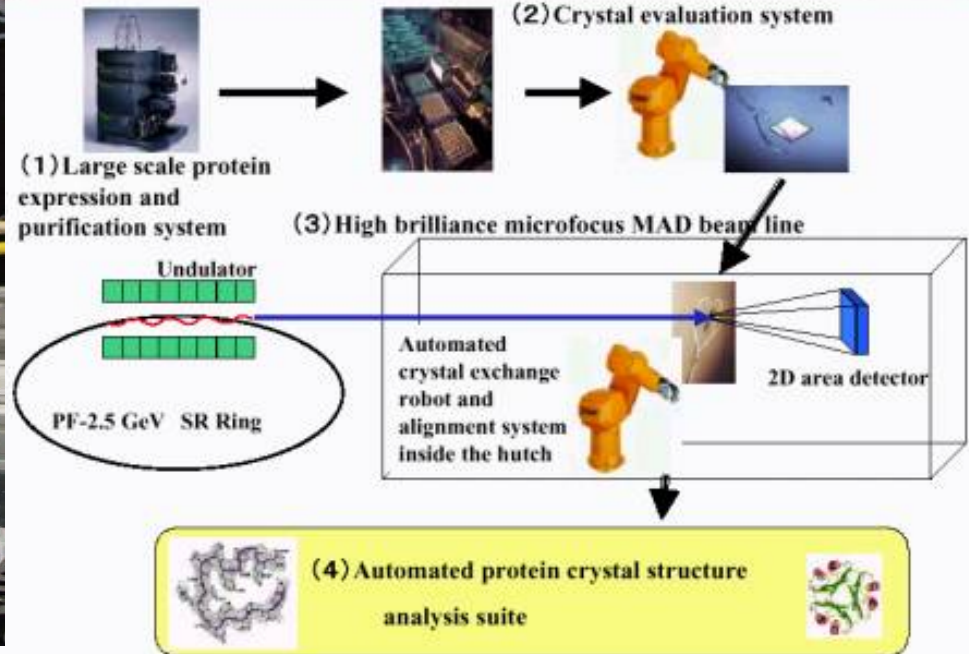 (2)Crystal evaluation system
(1)Large scale protein
expression and
purification system
(3)High brilliance microfocus MAD beam line
Undulator
PF-2.5 GeV SR Ring
Automated
crystal exchange
robot and
alignment system
inside the hutch
2D area detector
(4)Automated protein crystal structure
analysis suite